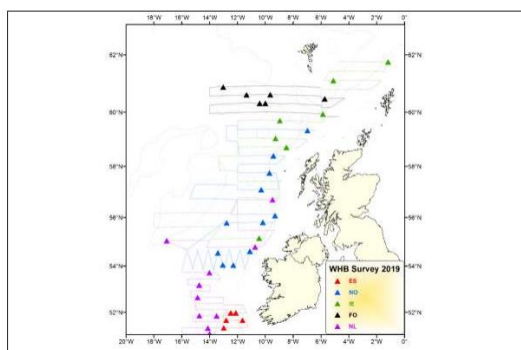 18°W 16°W 14°W 12°W 10°W 8°W 6°W 4°W 2°W 0°
62°N 62°N
60°N 60°N
58°N 58°N
56°N 56°N
54°N 54°N
WHB Survey 2019
ES
NO
IE
FO
NL
52°N 52°N
20°W 18°W 16°W 14°W 12°W 10°W 8°W 6°W 4°W 2°W 0°